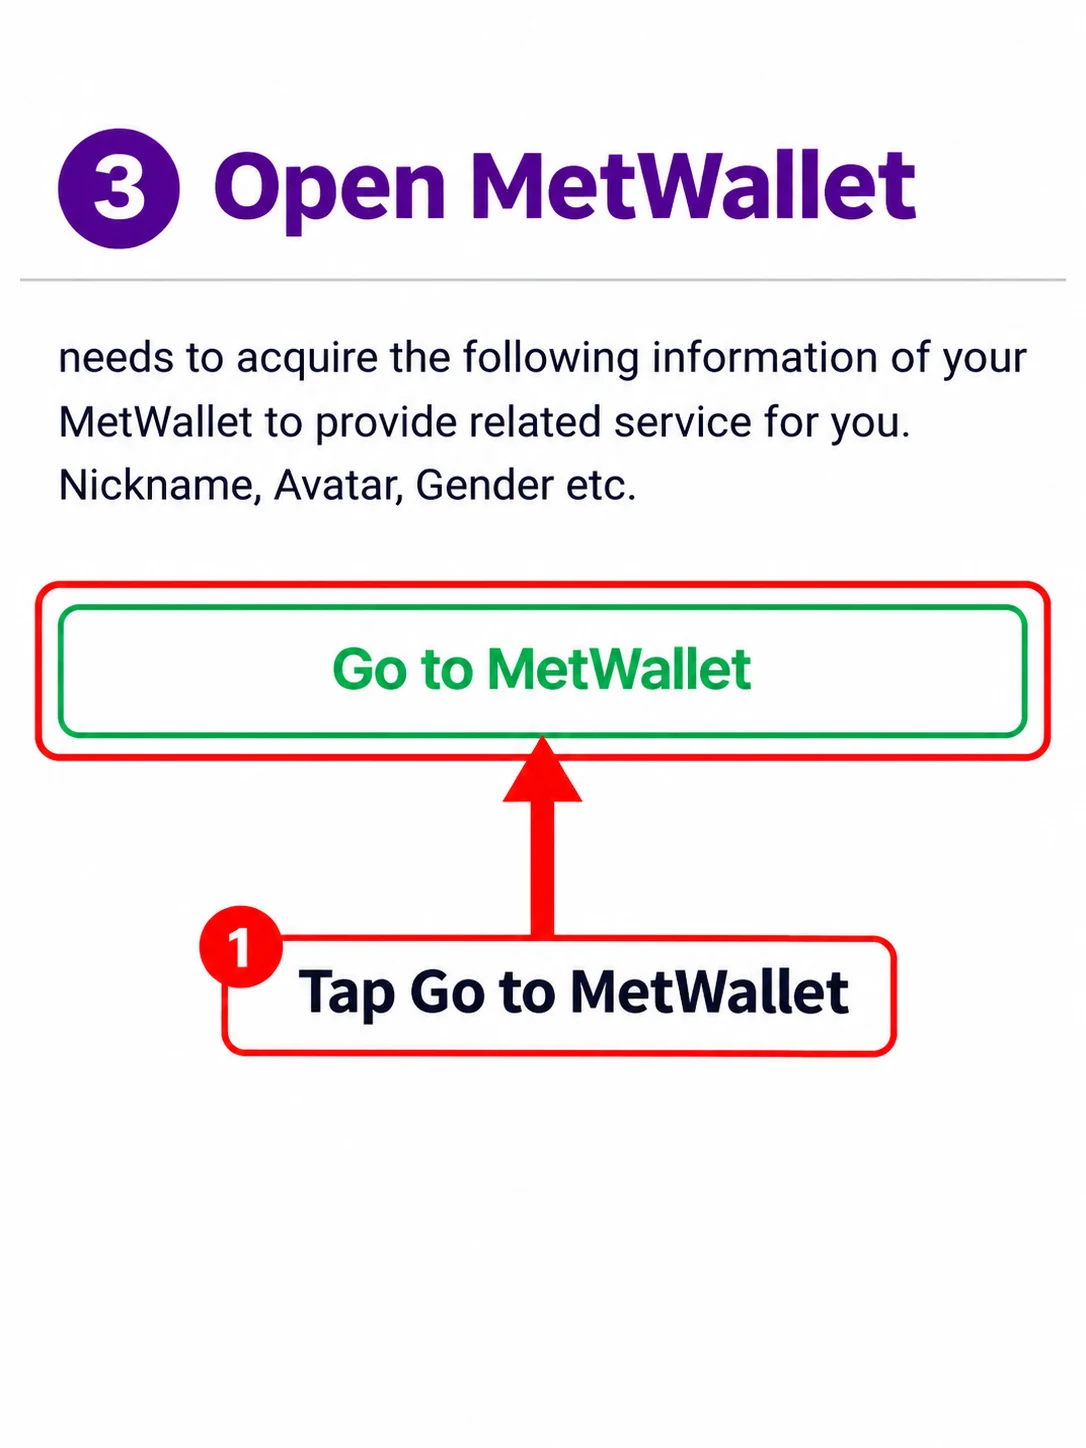 3 Open MetWallet
needs to acquire the following information of your
MetWallet to provide related service for you.
Nickname, Avatar, Gender etc.
Go to MetWallet
1
Tap Go to MetWallet